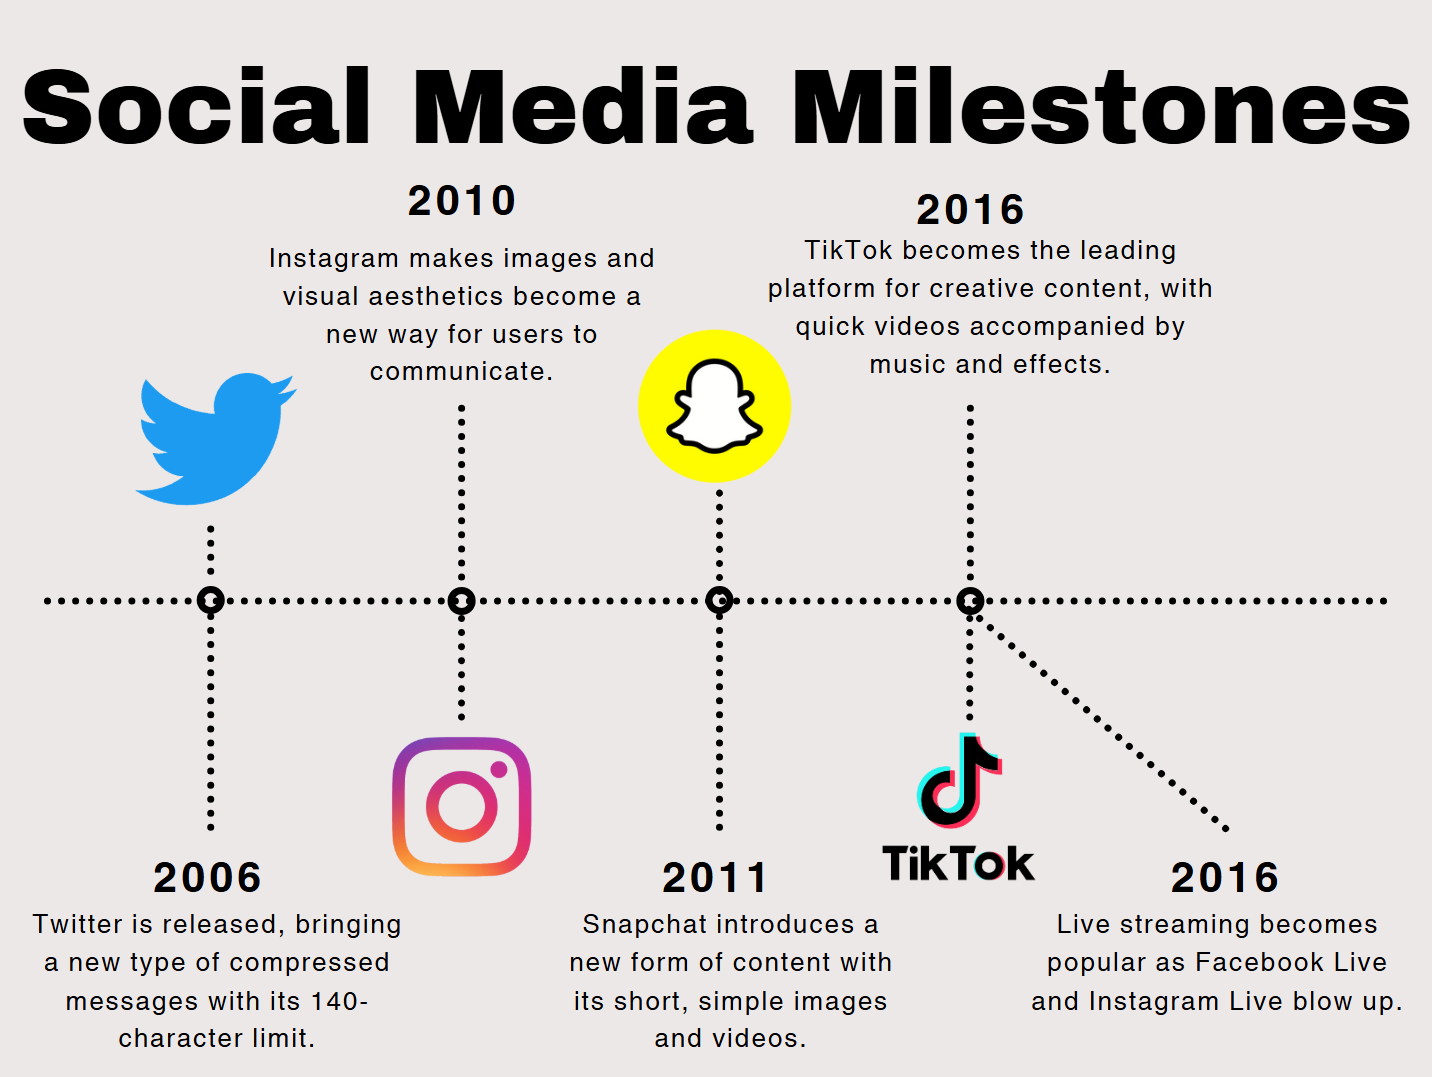 Social Media Milestones
2010
Instagram makes images and
visual aesthetics become a
new way for users to
communicate.
2016
TikTok becomes the leading
platform for creative content, with
quick videos accompanied by
music and effects.
TikTok
2006
Twitter is released, bringing
a new type of compressed
messages with its 140-
character limit.
2011
Snapchat introduces a
new form of content with
its short, simple images
and videos.
2016
Live streaming becomes
popular as Facebook Live
and Instagram Live blow up.